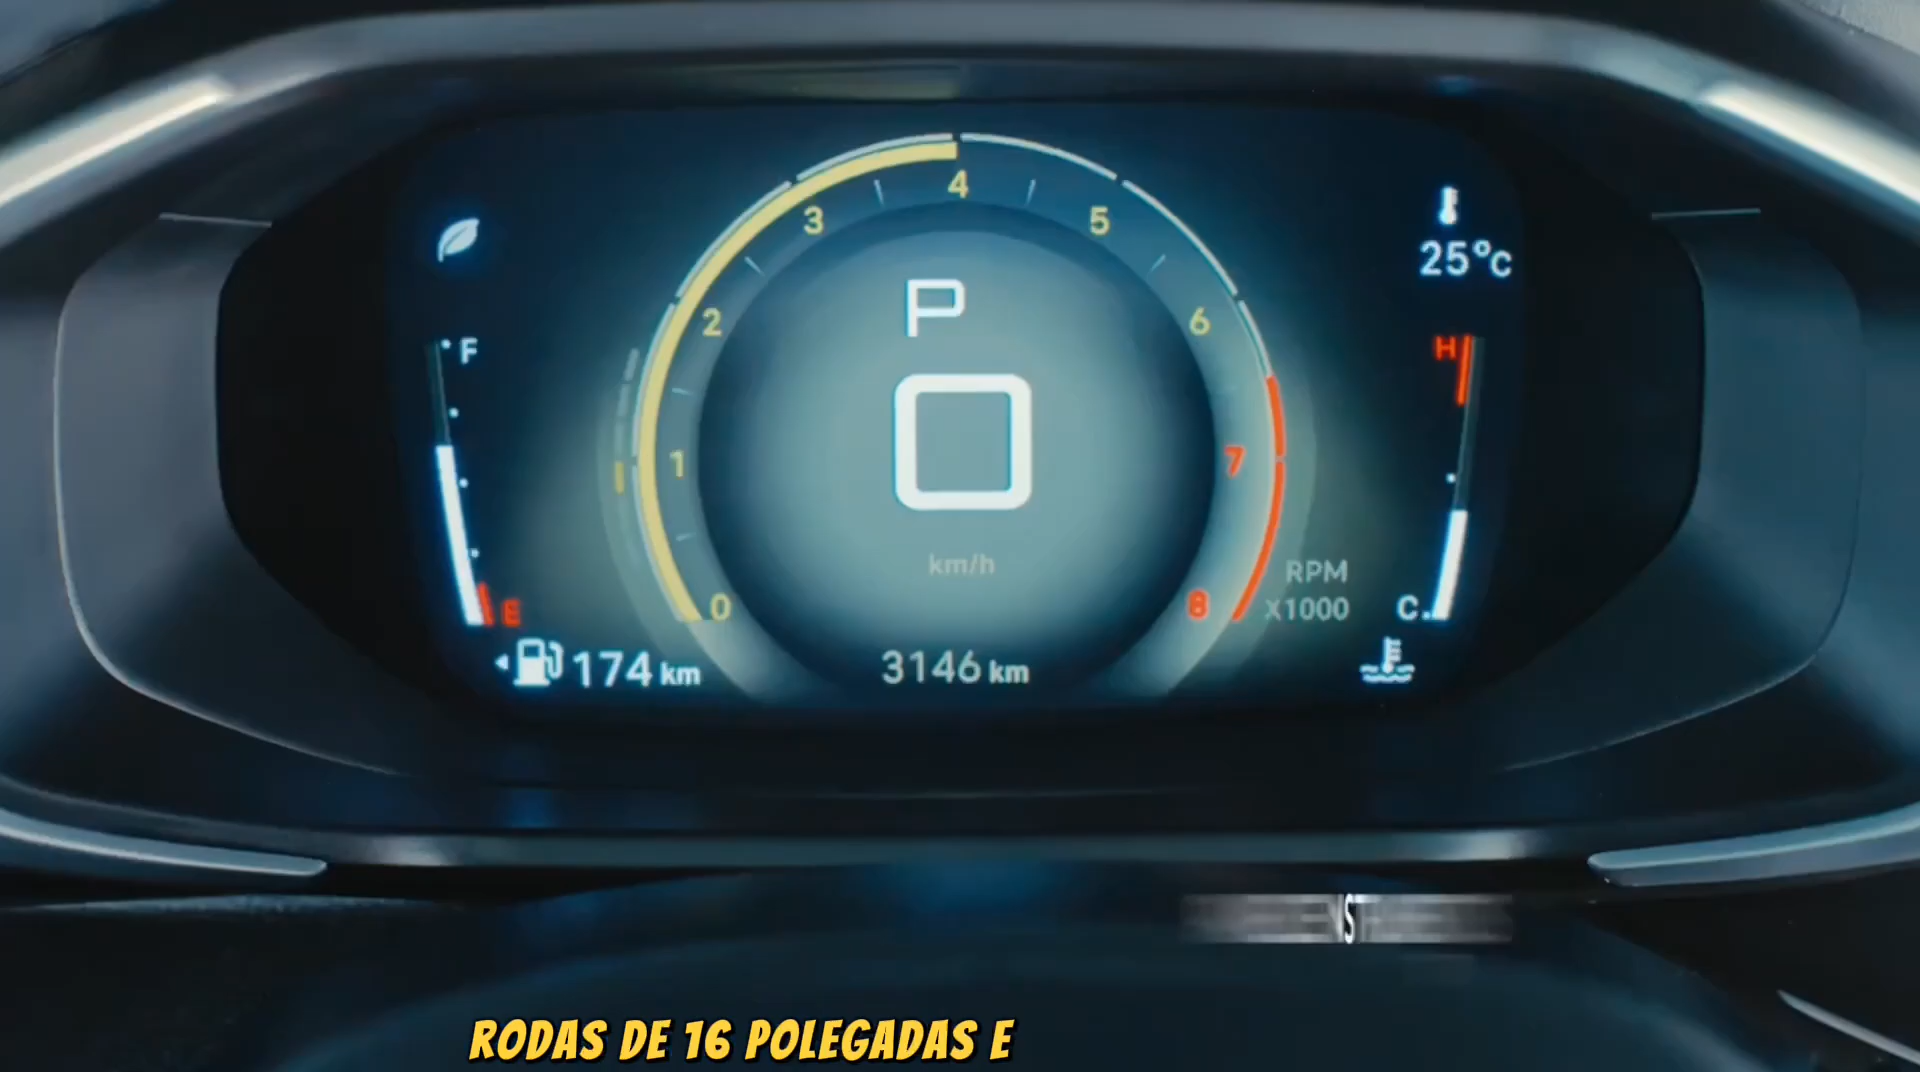 4
3
5
25°C
P
2
6
F
H
0
1
7
km/h
RPM
0
8
X1000
E
C
174 km
3146 km
RODAS DE 16 POLEGADAS E